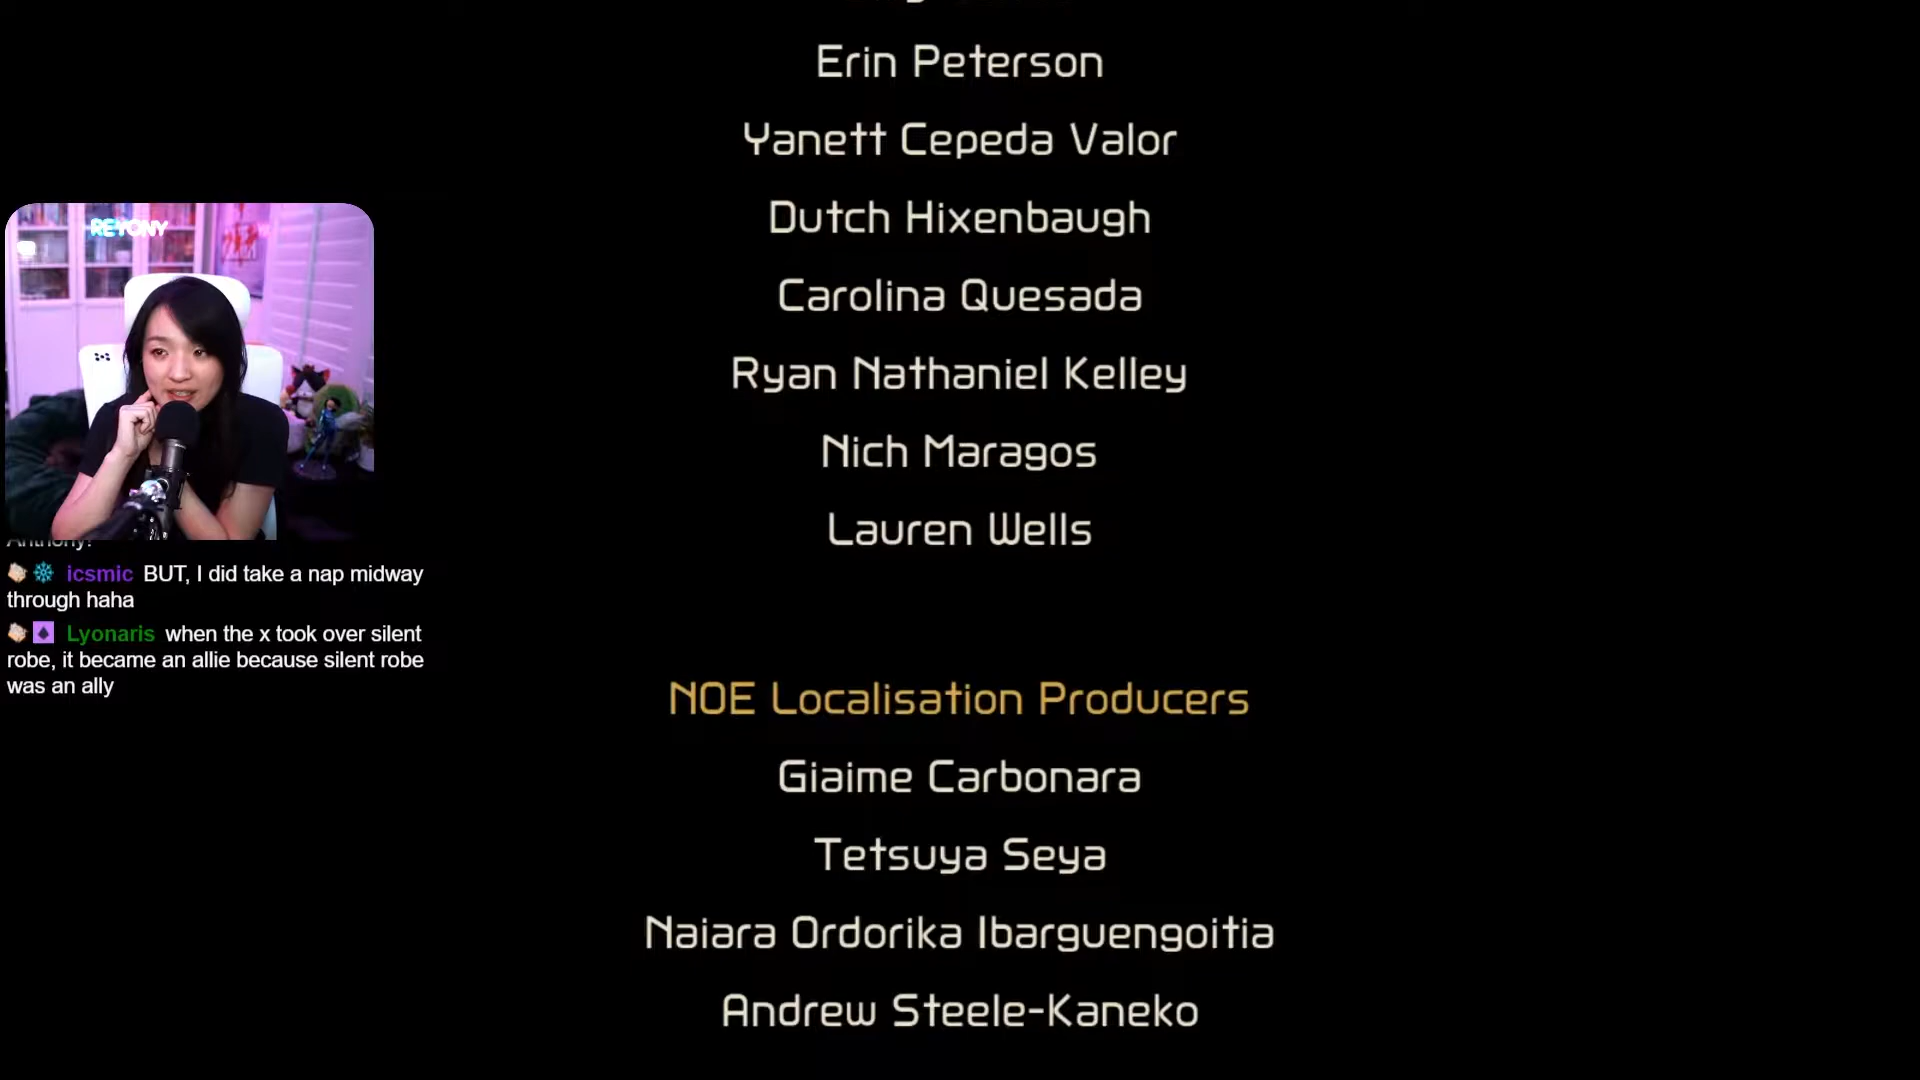 Erin Peterson
Yanett Cepeda Valor
Dutch Hixenbaugh
Carolina Quesada
Ryan Nathaniel Kelley
Nich Maragos
Lauren Wells
NOE Localisation Producers
Giaime Carbonara
Tetsuya Seya
Naiara Ordorika Ibarguengoitia
Andrew Steele-Kaneko
REYONY
icsmic BUT, I did take a nap midway
through haha
Lyonaris when the x took over silent
robe, it became an allie because silent robe
was an ally